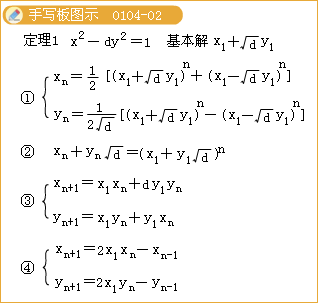 手写板图示 0104-02
定理1 x²-dy²=1 基本解 x₁+√d y₁
① { xₙ=1/2 [(x₁+√d y₁)ⁿ+(x₁-√d y₁)ⁿ]
yₙ=1/(2√d) [(x₁+√d y₁)ⁿ-(x₁-√d y₁)ⁿ]
② xₙ+yₙ√d=(x₁+y₁√d)ⁿ
③ { xₙ₊₁=x₁xₙ+dy₁yₙ
yₙ₊₁=x₁yₙ+y₁xₙ
④ { xₙ₊₁=2x₁xₙ-xₙ₋₁
yₙ₊₁=2x₁yₙ-yₙ₋₁